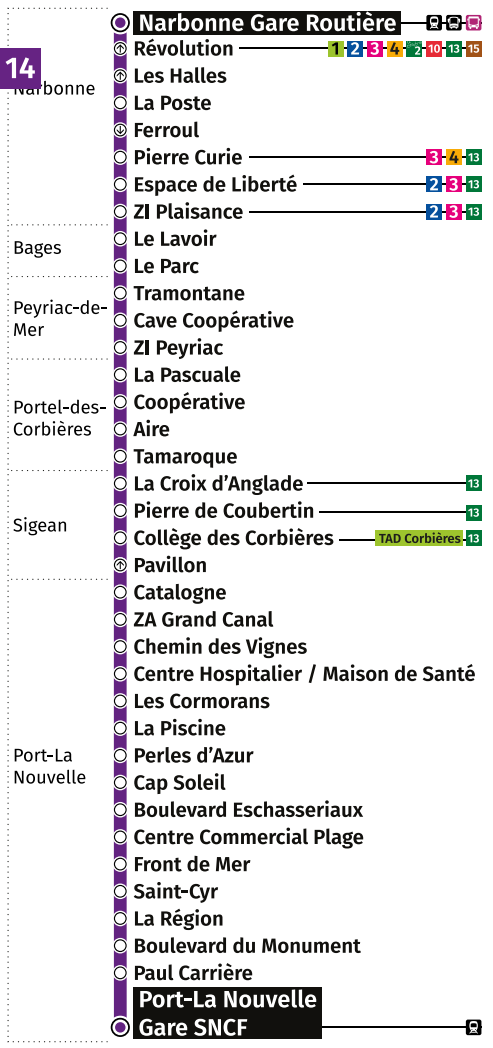 14
Narbonne Gare Routière
Révolution 1 2 3 4 2 10 13 15
Narbonne
Les Halles
La Poste
Ferroul
Pierre Curie 3 4 13
Espace de Liberté 2 3 13
ZI Plaisance 2 3 13
Bages
Le Lavoir
Le Parc
Peyriac-de-
Mer
Tramontane
Cave Coopérative
ZI Peyriac
Portel-des-
Corbières
La Pascuale
Coopérative
Aire
Tamaroque
Sigean
La Croix d'Anglade 13
Pierre de Coubertin 13
Collège des Corbières TAD Corbières 13
Pavillon
Port-La
Nouvelle
Catalogne
ZA Grand Canal
Chemin des Vignes
Centre Hospitalier / Maison de Santé
Les Cormorans
La Piscine
Perles d'Azur
Cap Soleil
Boulevard Eschasseriaux
Centre Commercial Plage
Front de Mer
Saint-Cyr
La Région
Boulevard du Monument
Paul Carrière
Port-La Nouvelle
Gare SNCF